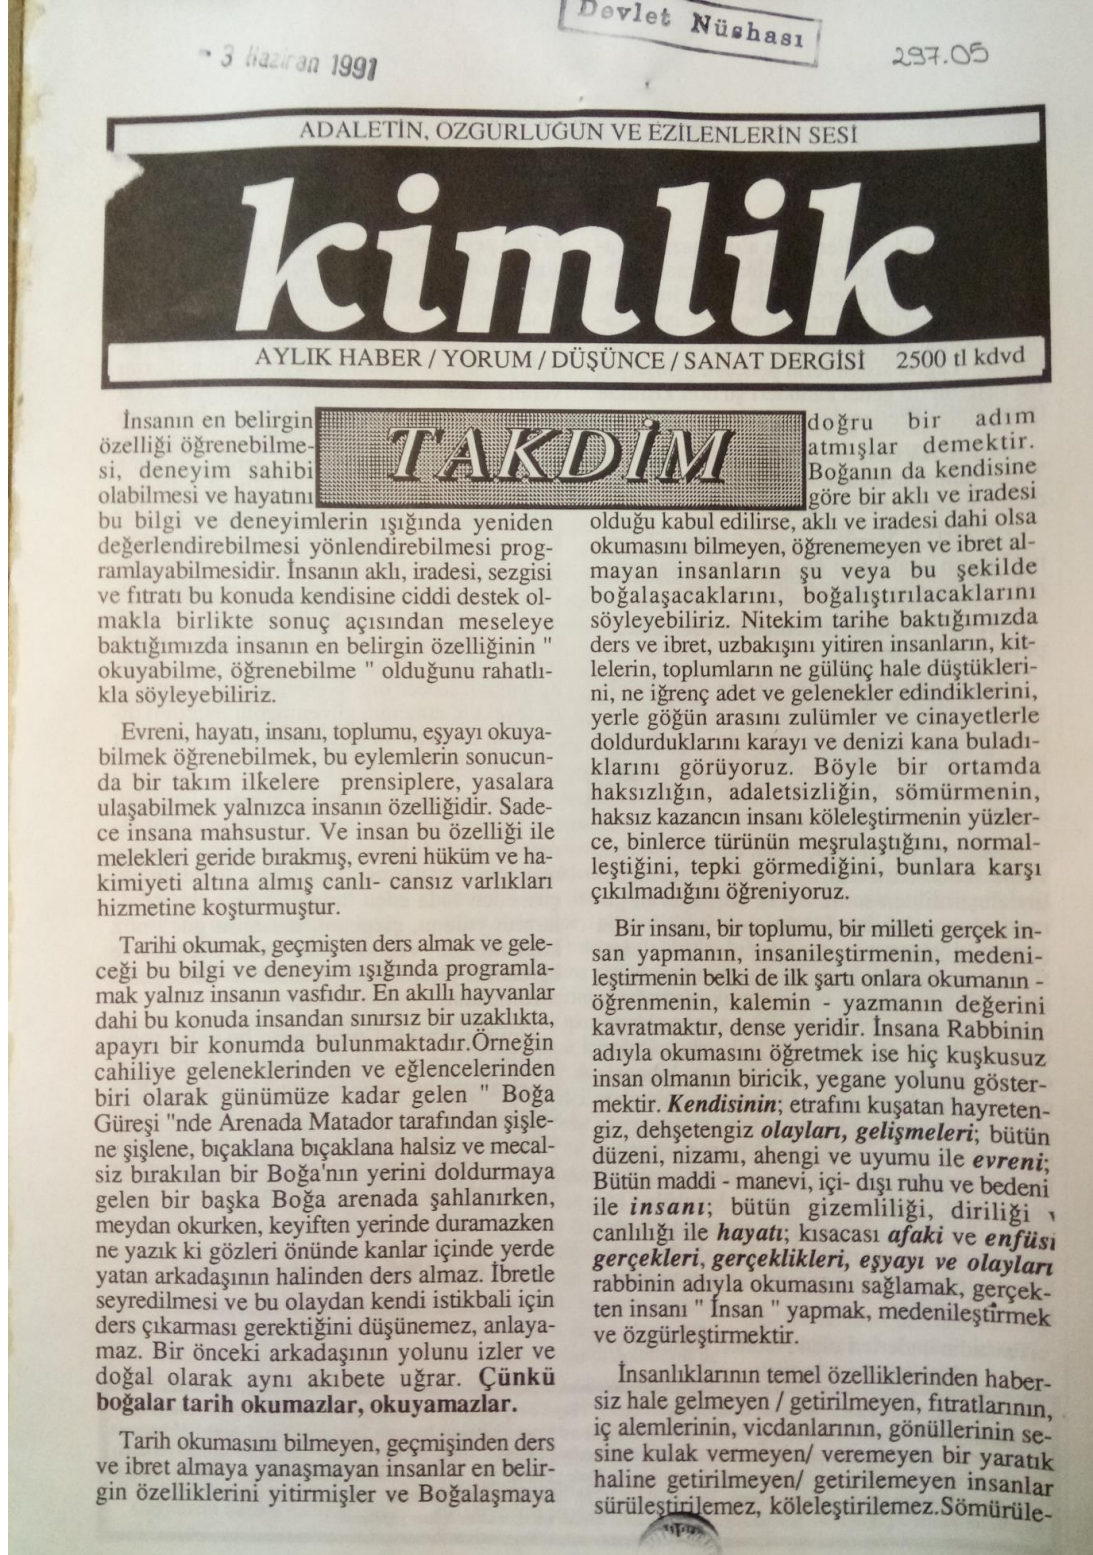 Devlet Nüshası
- 3 Haziran 1991
297.05
ADALETİN, ÖZGÜRLÜĞÜN VE EZİLENLERİN SESİ
kimlik
AYLIK HABER / YORUM / DÜŞÜNCE / SANAT DERGİSİ 2500 tl kdvd
TAKDİM
İnsanın en belirgin
özelliği öğrenebilme-
si, deneyim sahibi
olabilmesi ve hayatını
bu bilgi ve deneyimlerin ışığında yeniden
değerlendirebilmesi yönlendirebilmesi prog-
ramlayabilmesidir. İnsanın aklı, iradesi, sezgisi
ve fıtratı bu konuda kendisine ciddi destek ol-
makla birlikte sonuç açısından meseleye
baktığımızda insanın en belirgin özelliğinin "
okuyabilme, öğrenebilme " olduğunu rahatlı-
kla söyleyebiliriz.
Evreni, hayatı, insanı, toplumu, eşyayı okuya-
bilmek öğrenebilmek, bu eylemlerin sonucun-
da bir takım ilkelere prensiplere, yasalara
ulaşabilmek yalnızca insanın özelliğidir. Sade-
ce insana mahsustur. Ve insan bu özelliği ile
melekleri geride bırakmış, evreni hüküm ve ha-
kimiyeti altına almış canlı- cansız varlıkları
hizmetine koşturmuştur.
Tarihi okumak, geçmişten ders almak ve gele-
ceği bu bilgi ve deneyim ışığında programla-
mak yalnız insanın vasfıdır. En akıllı hayvanlar
dahi bu konuda insandan sınırsız bir uzaklıkta,
apayrı bir konumda bulunmaktadır.Örneğin
cahiliye geleneklerinden ve eğlencelerinden
biri olarak günümüze kadar gelen " Boğa
Güreşi "nde Arenada Matador tarafından şişle-
ne şişlene, bıçaklana bıçaklana halsiz ve mecal-
siz bırakılan bir Boğa'nın yerini doldurmaya
gelen bir başka Boğa arenada şahlanırken,
meydan okurken, keyiften yerinde duramazken
ne yazık ki gözleri önünde kanlar içinde yerde
yatan arkadaşının halinden ders almaz. İbretle
seyredilmesi ve bu olaydan kendi istikbali için
ders çıkarması gerektiğini düşünemez, anlaya-
maz. Bir önceki arkadaşının yolunu izler ve
doğal olarak aynı akıbete uğrar. Çünkü
boğalar tarih okumazlar, okuyamazlar.
Tarih okumasını bilmeyen, geçmişinden ders
ve ibret almaya yanaşmayan insanlar en belir-
gin özelliklerini yitirmişler ve Boğalaşmaya
doğru bir adım
atmışlar demektir.
Boğanın da kendisine
göre bir aklı ve iradesi
olduğu kabul edilirse, aklı ve iradesi dahi olsa
okumasını bilmeyen, öğrenemeyen ve ibret al-
mayan insanların şu veya bu şekilde
boğalaşacaklarını, boğalıştırılacaklarını
söyleyebiliriz. Nitekim tarihe baktığımızda
ders ve ibret, uzbakışını yitiren insanların, kit-
lelerin, toplumların ne gülünç hale düştükleri-
ni, ne iğrenç adet ve gelenekler edindiklerini,
yerle göğün arasını zulümler ve cinayetlerle
doldurduklarını karayı ve denizi kana buladı-
klarını görüyoruz. Böyle bir ortamda
haksızlığın, adaletsizliğin, sömürmenin,
haksız kazancın insanı köleleştirmenin yüzler-
ce, binlerce türünün meşrulaştığını, normal-
leştiğini, tepki görmediğini, bunlara karşı
çıkılmadığını öğreniyoruz.
Bir insanı, bir toplumu, bir milleti gerçek in-
san yapmanın, insanileştirmenin, medeni-
leştirmenin belki de ilk şartı onlara okumanın -
öğrenmenin, kalemin - yazmanın değerini
kavratmaktır, dense yeridir. İnsana Rabbinin
adıyla okumasını öğretmek ise hiç kuşkusuz
insan olmanın biricik, yegane yolunu göster-
mektir. Kendisinin; etrafını kuşatan hayreten-
giz, dehşetengiz olayları, gelişmeleri; bütün
düzeni, nizamı, ahengi ve uyumu ile evreni;
Bütün maddi - manevi, içi- dışı ruhu ve bedeni
ile insanı; bütün gizemliliği, diriliği
canlılığı ile hayatı; kısacası afaki ve enfüsi
gerçekleri, gerçeklikleri, eşyayı ve olayları
rabbinin adıyla okumasını sağlamak, gerçek-
ten insanı " İnsan " yapmak, medenileştirmek
ve özgürleştirmektir.
İnsanlıklarının temel özelliklerinden haber-
siz hale gelmeyen / getirilmeyen, fıtratlarının,
iç alemlerinin, vicdanlarının, gönüllerinin se-
sine kulak vermeyen/ veremeyen bir yaratık
haline getirilmeyen/ getirilemeyen insanlar
sürüleştirilemez, köleleştirilemez.Sömürüle-